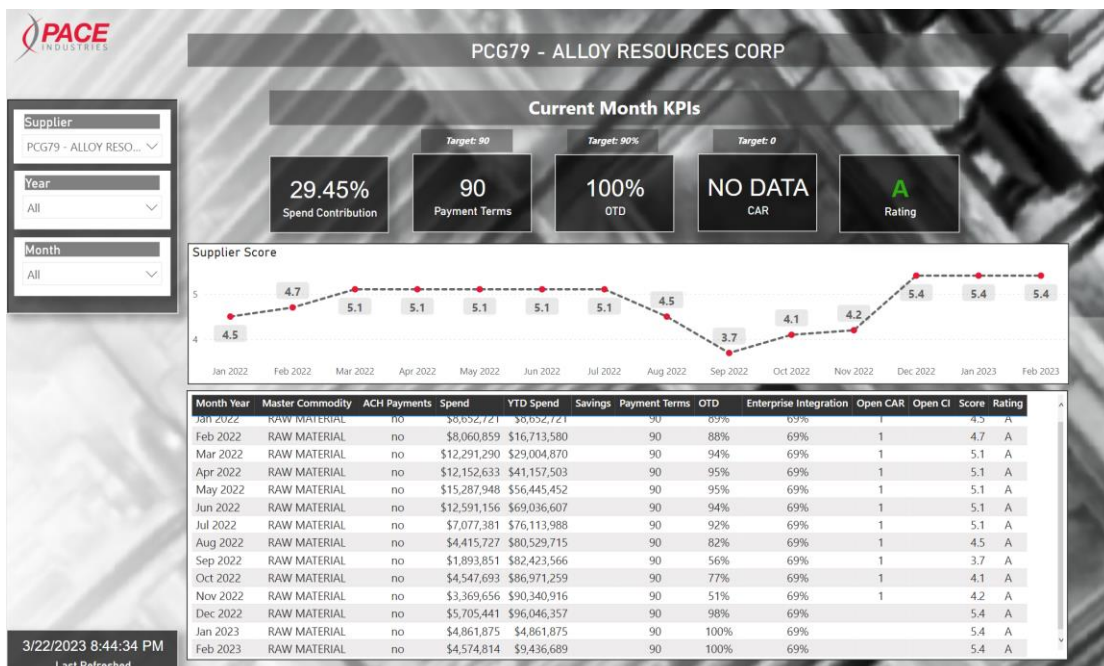 PACE
INDUSTRIES
PCG79 - ALLOY RESOURCES CORP
Supplier
PCG79 - ALLOY RESO...
Year
All
Month
All
Current Month KPIs
Target: 90
Target: 90%
Target: 0
29.45%
Spend Contribution
90
Payment Terms
100%
OTD
NO DATA
CAR
A
Rating
Supplier Score
5
4
4.5
4.7
5.1
5.1
5.1
5.1
5.1
4.5
3.7
4.1
4.2
5.4
5.4
5.4
Jan 2022 Feb 2022 Mar 2022 Apr 2022 May 2022 Jun 2022 Jul 2022 Aug 2022 Sep 2022 Oct 2022 Nov 2022 Dec 2022 Jan 2023 Feb 2023
Month Year Master Commodity ACH Payments Spend YTD Spend Savings Payment Terms OTD Enterprise Integration Open CAR Open CI Score Rating
Jan 2022 RAW MATERIAL no $8,652,721 $8,652,721 90 89% 69% 1 4.5 A
Feb 2022 RAW MATERIAL no $8,060,859 $16,713,580 90 88% 69% 1 4.7 A
Mar 2022 RAW MATERIAL no $12,291,290 $29,004,870 90 94% 69% 1 5.1 A
Apr 2022 RAW MATERIAL no $12,152,633 $41,157,503 90 95% 69% 1 5.1 A
May 2022 RAW MATERIAL no $15,287,948 $56,445,452 90 95% 69% 1 5.1 A
Jun 2022 RAW MATERIAL no $12,591,156 $69,036,607 90 94% 69% 1 5.1 A
Jul 2022 RAW MATERIAL no $7,077,381 $76,113,988 90 92% 69% 1 5.1 A
Aug 2022 RAW MATERIAL no $4,415,727 $80,529,715 90 82% 69% 1 4.5 A
Sep 2022 RAW MATERIAL no $1,893,851 $82,423,566 90 56% 69% 1 3.7 A
Oct 2022 RAW MATERIAL no $4,547,693 $86,971,259 90 77% 69% 1 4.1 A
Nov 2022 RAW MATERIAL no $3,369,656 $90,340,916 90 51% 69% 1 4.2 A
Dec 2022 RAW MATERIAL no $5,705,441 $96,046,357 90 98% 69% 5.4 A
Jan 2023 RAW MATERIAL no $4,861,875 $4,861,875 90 100% 69% 5.4 A
Feb 2023 RAW MATERIAL no $4,574,814 $9,436,689 90 100% 69% 5.4 A
3/22/2023 8:44:34 PM
Last Refreshed